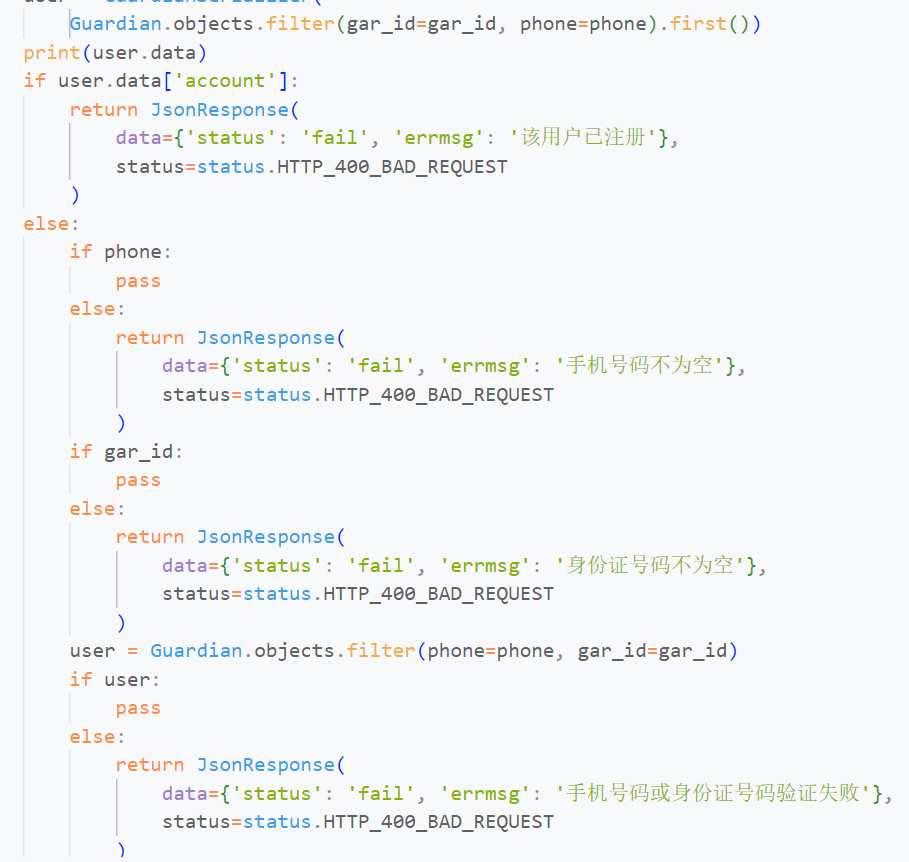 Guardian.objects.filter(gar_id=gar_id, phone=phone).first())
print(user.data)
if user.data['account']:
return JsonResponse(
data={'status': 'fail', 'errmsg': '该用户已注册'},
status=status.HTTP_400_BAD_REQUEST
)
else:
if phone:
pass
else:
return JsonResponse(
data={'status': 'fail', 'errmsg': '手机号码不为空'},
status=status.HTTP_400_BAD_REQUEST
)
if gar_id:
pass
else:
return JsonResponse(
data={'status': 'fail', 'errmsg': '身份证号码不为空'},
status=status.HTTP_400_BAD_REQUEST
)
user = Guardian.objects.filter(phone=phone, gar_id=gar_id)
if user:
pass
else:
return JsonResponse(
data={'status': 'fail', 'errmsg': '手机号码或身份证号码验证失败'},
status=status.HTTP_400_BAD_REQUEST
)